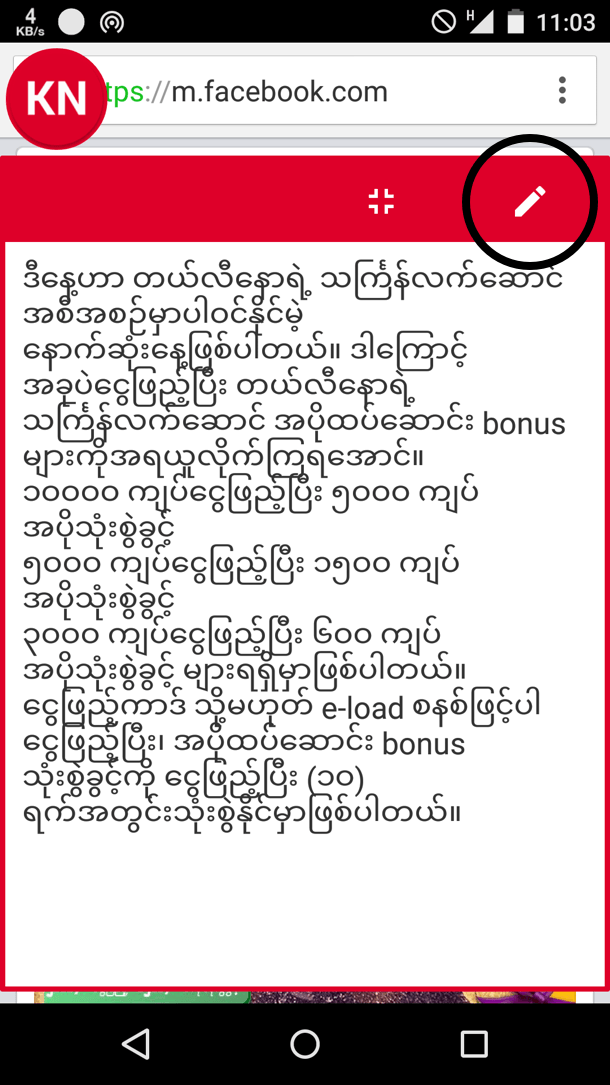 4
KB/s
H
11:03
KN
tps://m.facebook.com
ဒီနေ့ဟာ တယ်လီနောရဲ့ သင်္ကြန်လက်ဆောင်
အစီအစဉ်မှာပါဝင်နိုင်မဲ့
နောက်ဆုံးနေ့ဖြစ်ပါတယ်။ ဒါကြောင့်
အခုပဲငွေဖြည့်ပြီး တယ်လီနောရဲ့
သင်္ကြန်လက်ဆောင် အပိုထပ်ဆောင်း bonus
များကိုအရယူလိုက်ကြရအောင်။
၁၀၀၀၀ ကျပ်ငွေဖြည့်ပြီး ၅၀၀၀ ကျပ်
အပိုသုံးစွဲခွင့်
၅၀၀၀ ကျပ်ငွေဖြည့်ပြီး ၁၅၀၀ ကျပ်
အပိုသုံးစွဲခွင့်
၃၀၀၀ ကျပ်ငွေဖြည့်ပြီး ၆၀၀ ကျပ်
အပိုသုံးစွဲခွင့် များရရှိမှာဖြစ်ပါတယ်။
ငွေဖြည့်ကာဒ် သို့မဟုတ် e-load စနစ်ဖြင့်ပါ
ငွေဖြည့်ပြီး၊ အပိုထပ်ဆောင်း bonus
သုံးစွဲခွင့်ကို ငွေဖြည့်ပြီး (၁၀)
ရက်အတွင်းသုံးစွဲနိုင်မှာဖြစ်ပါတယ်။